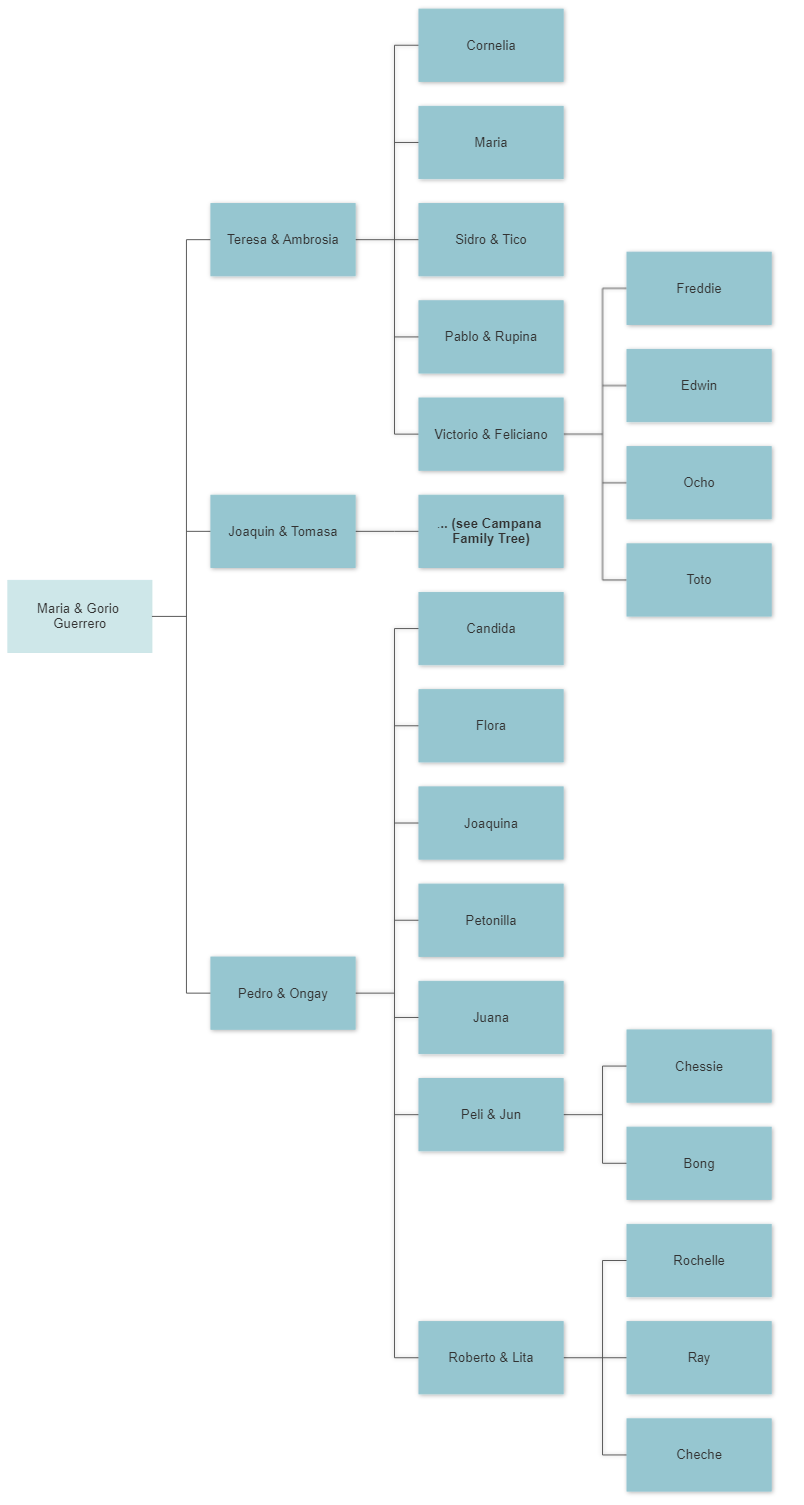 Cornelia
Maria
Teresa & Ambrosia
Sidro & Tico
Freddie
Pablo & Rupina
Edwin
Victorio & Feliciano
Ocho
Joaquin & Tomasa
... (see Campana
Family Tree)
Toto
Maria & Gorio
Guerrero
Candida
Flora
Joaquina
Petonilla
Pedro & Ongay
Juana
Chessie
Peli & Jun
Bong
Rochelle
Roberto & Lita
Ray
Cheche